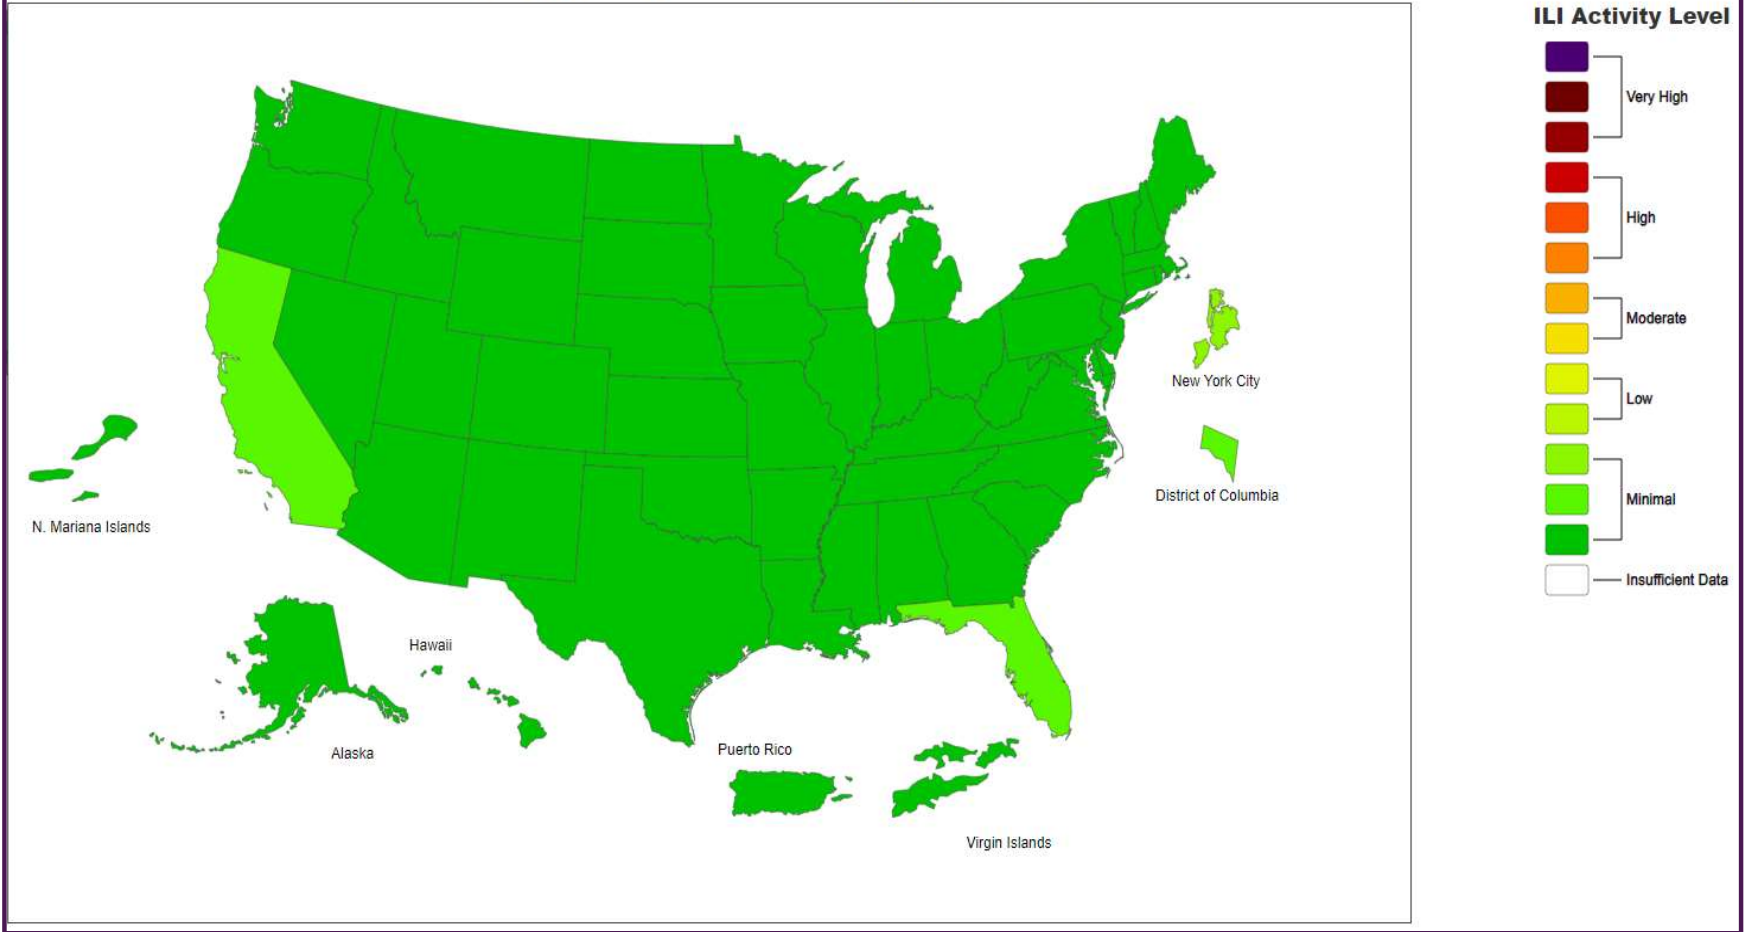 ILI Activity Level
Very High
High
Moderate
Low
Minimal
Insufficient Data
New York City
District of Columbia
N. Mariana Islands
Hawaii
Alaska
Puerto Rico
Virgin Islands